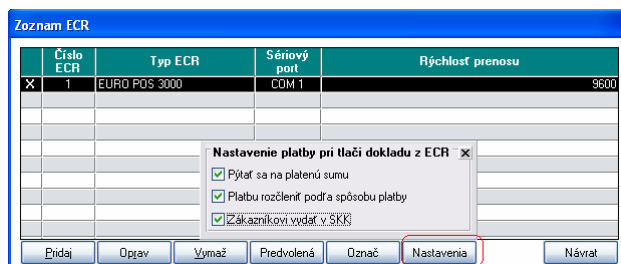 Zoznam ECR
Číslo ECR Typ ECR Sériový port Rýchlosť prenosu
X 1 EURO POS 3000 COM 1 9600
Nastavenie platby pri tlači dokladu z ECR
Pýtať sa na platenú sumu
Platbu rozčleniť podľa spôsobu platby
Zákazníkovi vydať v SKK
Pridaj Oprav Vymaž Predvolená Označ Nastavenia Návrat